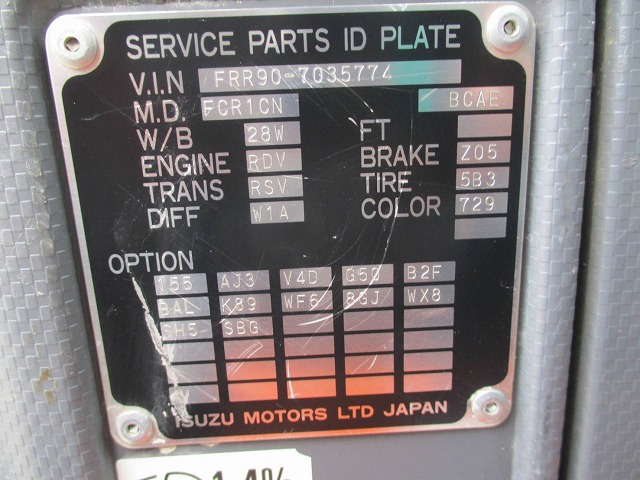 SERVICE PARTS ID PLATE
V.I.N FRR90-7035774
M.D. FCR1CN BCAE
W/B 28W FT
ENGINE RDV BRAKE Z05
TRANS RSV TIRE 5B3
DIFF W1A COLOR 729
OPTION
155 AJ3 V4D G53 B2F
BAL K89 WF6 8GJ WX8
SH5 SBG
ISUZU MOTORS LTD JAPAN